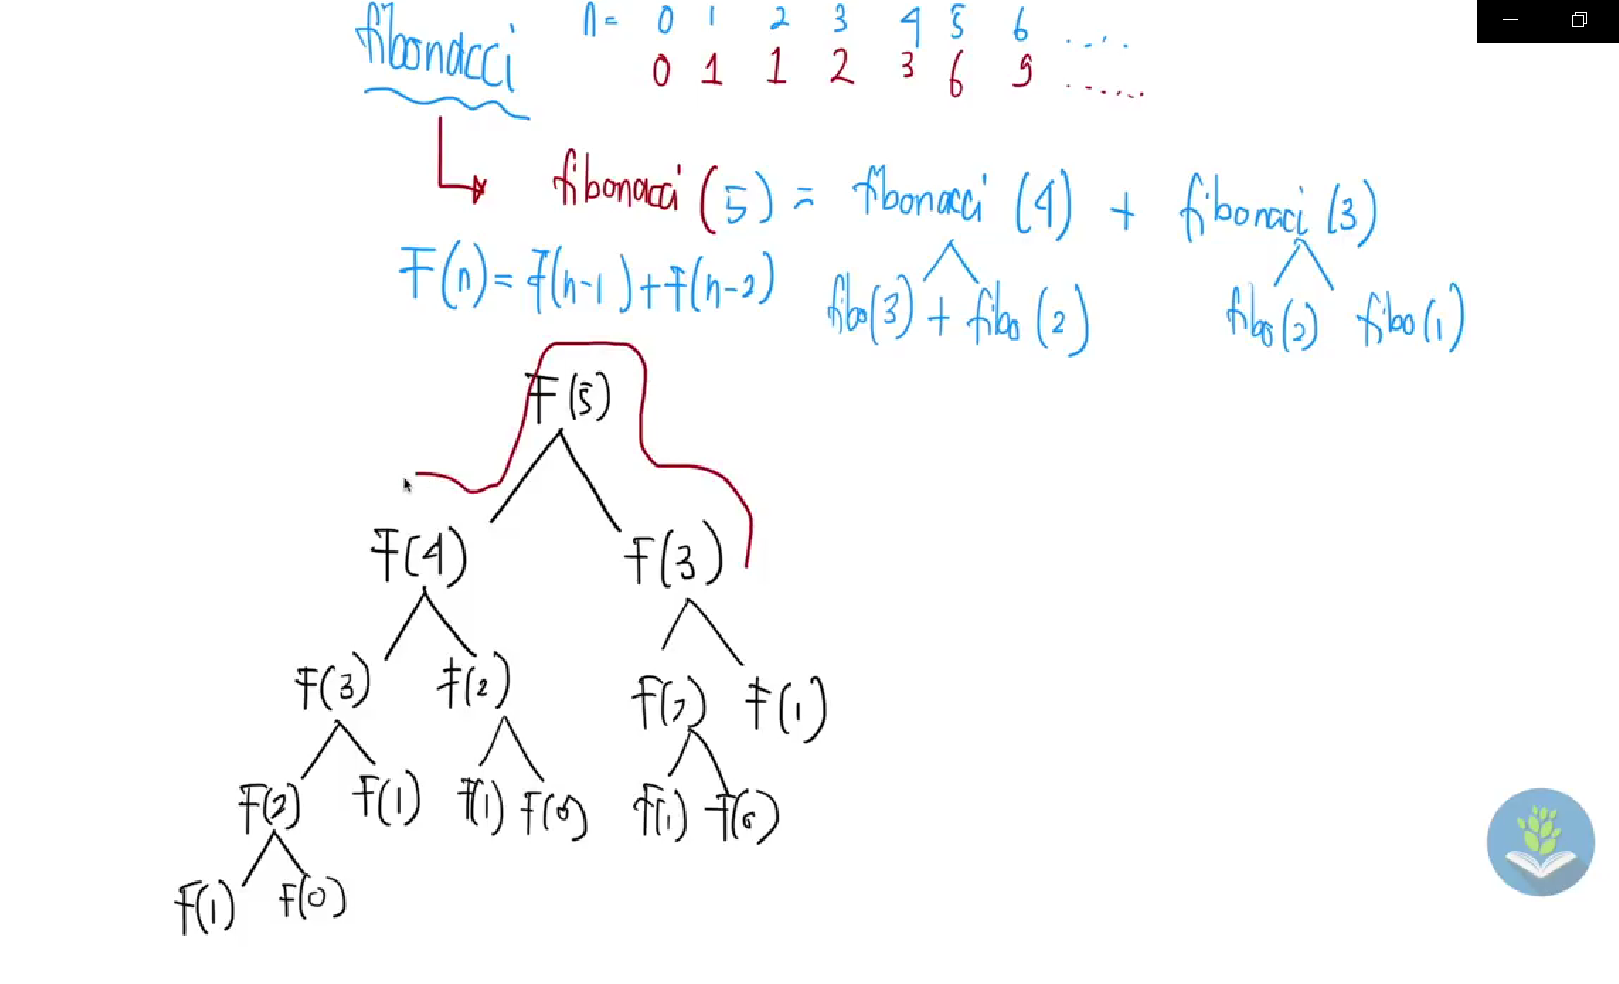 fibonacci n= 0 1 2 3 4 5 6 ....
0 1 1 2 3 6 9 ......
fibonacci (5) = fibonacci (4) + fibonaci (3)
F(n) = F(n-1) + F(n-2) fibo(3) + fibo (2) fibo(2) fibo(1)
F(5)
F(4) F(3)
F(3) F(2) F(2) F(1)
F(2) F(1) F(1) F(0) F(1) F(0)
F(1) F(0)